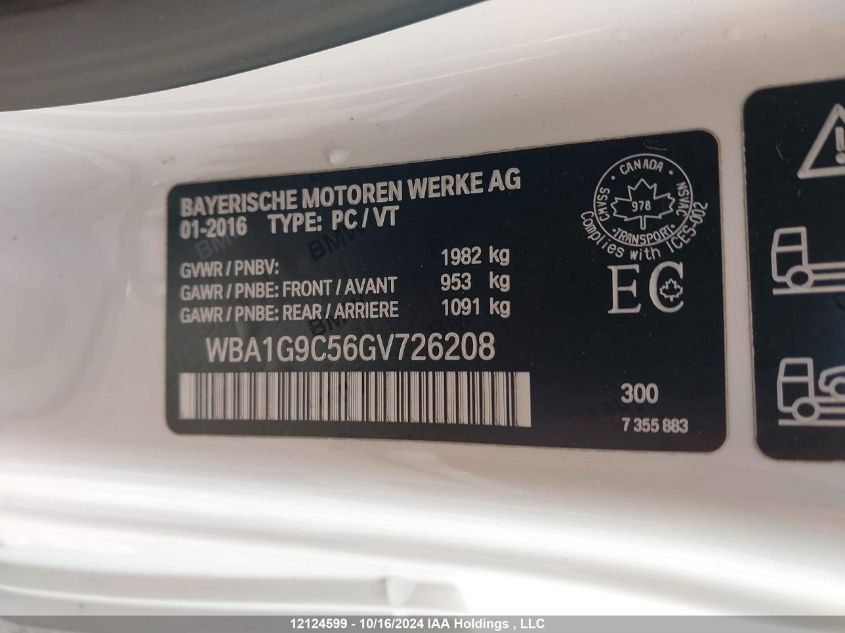 BAYERISCHE MOTOREN WERKE AG
01-2016 TYPE: PC / VT
GVWR / PNBV: 1982 kg
GAWR / PNBE: FRONT / AVANT 953 kg
GAWR / PNBE: REAR / ARRIERE 1091 kg
WBA1G9C56GV726208
CANADA
CMVSS
NSVAC
978
TRANSPORT
Complies with ICES-002
EC
300
7 355 883
12124599 - 10/16/2024 IAA Holdings , LLC